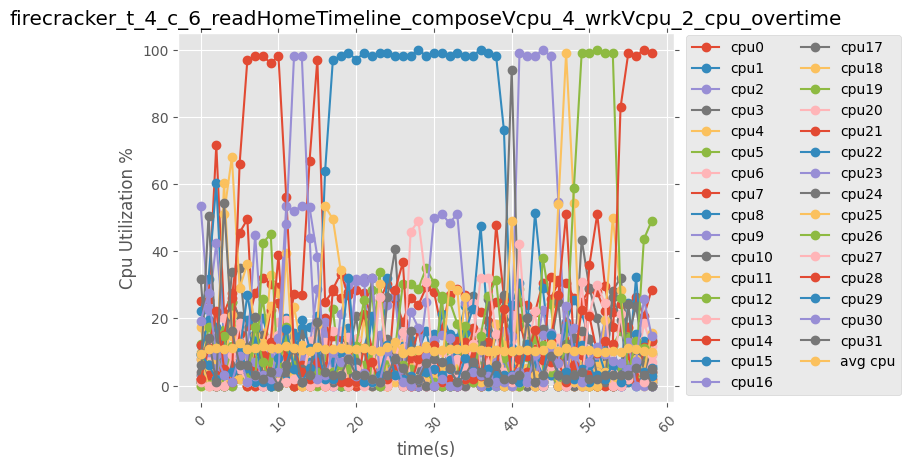 firecracker_t_4_c_6_readHomeTimeline_composeVcpu_4_wrkVcpu_2_cpu_overtime
100
80
60
40
20
0
Cpu Utilization %
0
10
20
30
40
50
60
time(s)
cpu0
cpu1
cpu2
cpu3
cpu4
cpu5
cpu6
cpu7
cpu8
cpu9
cpu10
cpu11
cpu12
cpu13
cpu14
cpu15
cpu16
cpu17
cpu18
cpu19
cpu20
cpu21
cpu22
cpu23
cpu24
cpu25
cpu26
cpu27
cpu28
cpu29
cpu30
cpu31
avg cpu